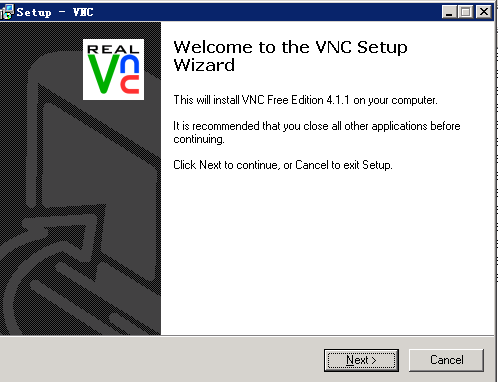 Setup - VNC
REAL
Vnc
Welcome to the VNC Setup
Wizard
This will install VNC Free Edition 4.1.1 on your computer.
It is recommended that you close all other applications before
continuing.
Click Next to continue, or Cancel to exit Setup.
Next >
Cancel